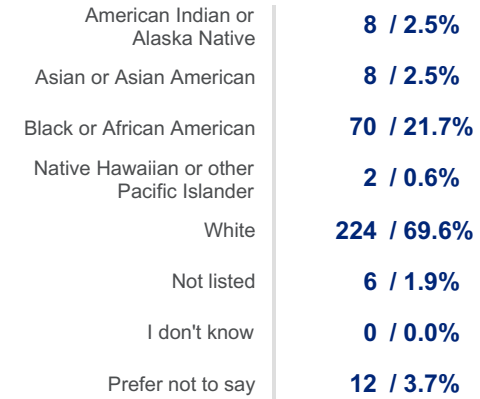 American Indian or
Alaska Native
8 / 2.5%
Asian or Asian American
8 / 2.5%
Black or African American
70 / 21.7%
Native Hawaiian or other
Pacific Islander
2 / 0.6%
White
224 / 69.6%
Not listed
6 / 1.9%
I don't know
0 / 0.0%
Prefer not to say
12 / 3.7%